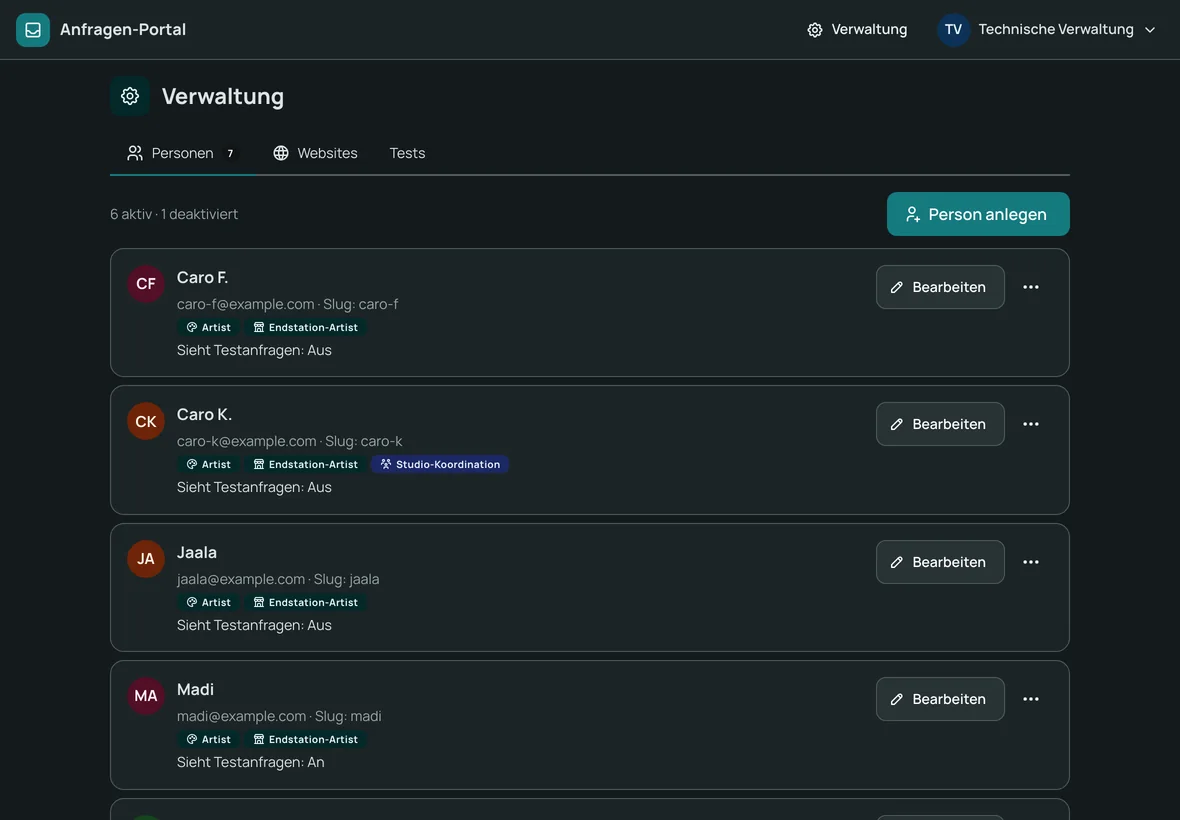 Anfragen-Portal
Verwaltung
TV Technische Verwaltung
Verwaltung
Personen 7
Websites
Tests
6 aktiv · 1 deaktiviert
Person anlegen
CF
Caro F.
caro-f@example.com · Slug: caro-f
Artist
Endstation-Artist
Sieht Testanfragen: Aus
Bearbeiten
CK
Caro K.
caro-k@example.com · Slug: caro-k
Artist
Endstation-Artist
Studio-Koordination
Sieht Testanfragen: Aus
Bearbeiten
JA
Jaala
jaala@example.com · Slug: jaala
Artist
Endstation-Artist
Sieht Testanfragen: Aus
Bearbeiten
MA
Madi
madi@example.com · Slug: madi
Artist
Endstation-Artist
Sieht Testanfragen: An
Bearbeiten